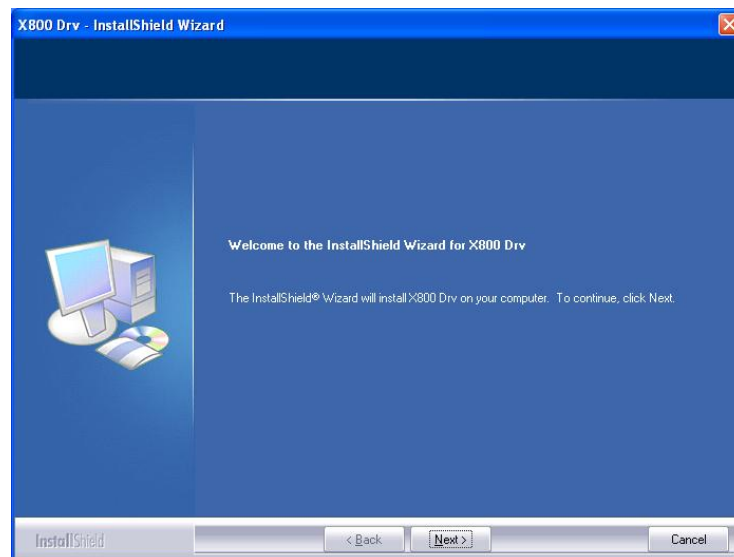 X800 Drv - InstallShield Wizard
Welcome to the InstallShield Wizard for X800 Drv
The InstallShield® Wizard will install X800 Drv on your computer. To continue, click Next.
InstallShield
< Back
Next >
Cancel